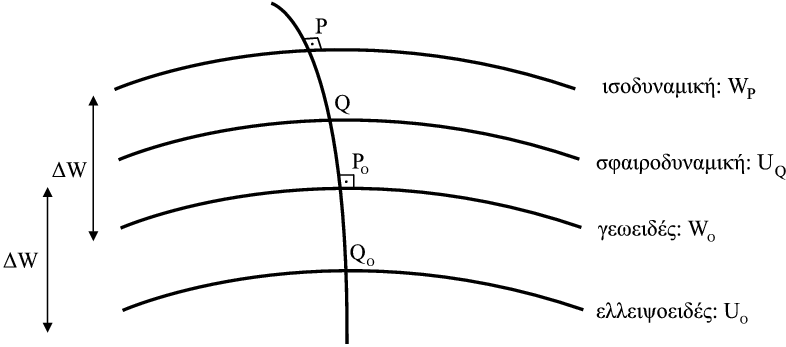 P
ισοδυναμική: W_P
Q
ΔW
P_o
σφαιροδυναμική: U_Q
γεωειδές: W_o
ΔW
Q_o
ελλειψοειδές: U_o